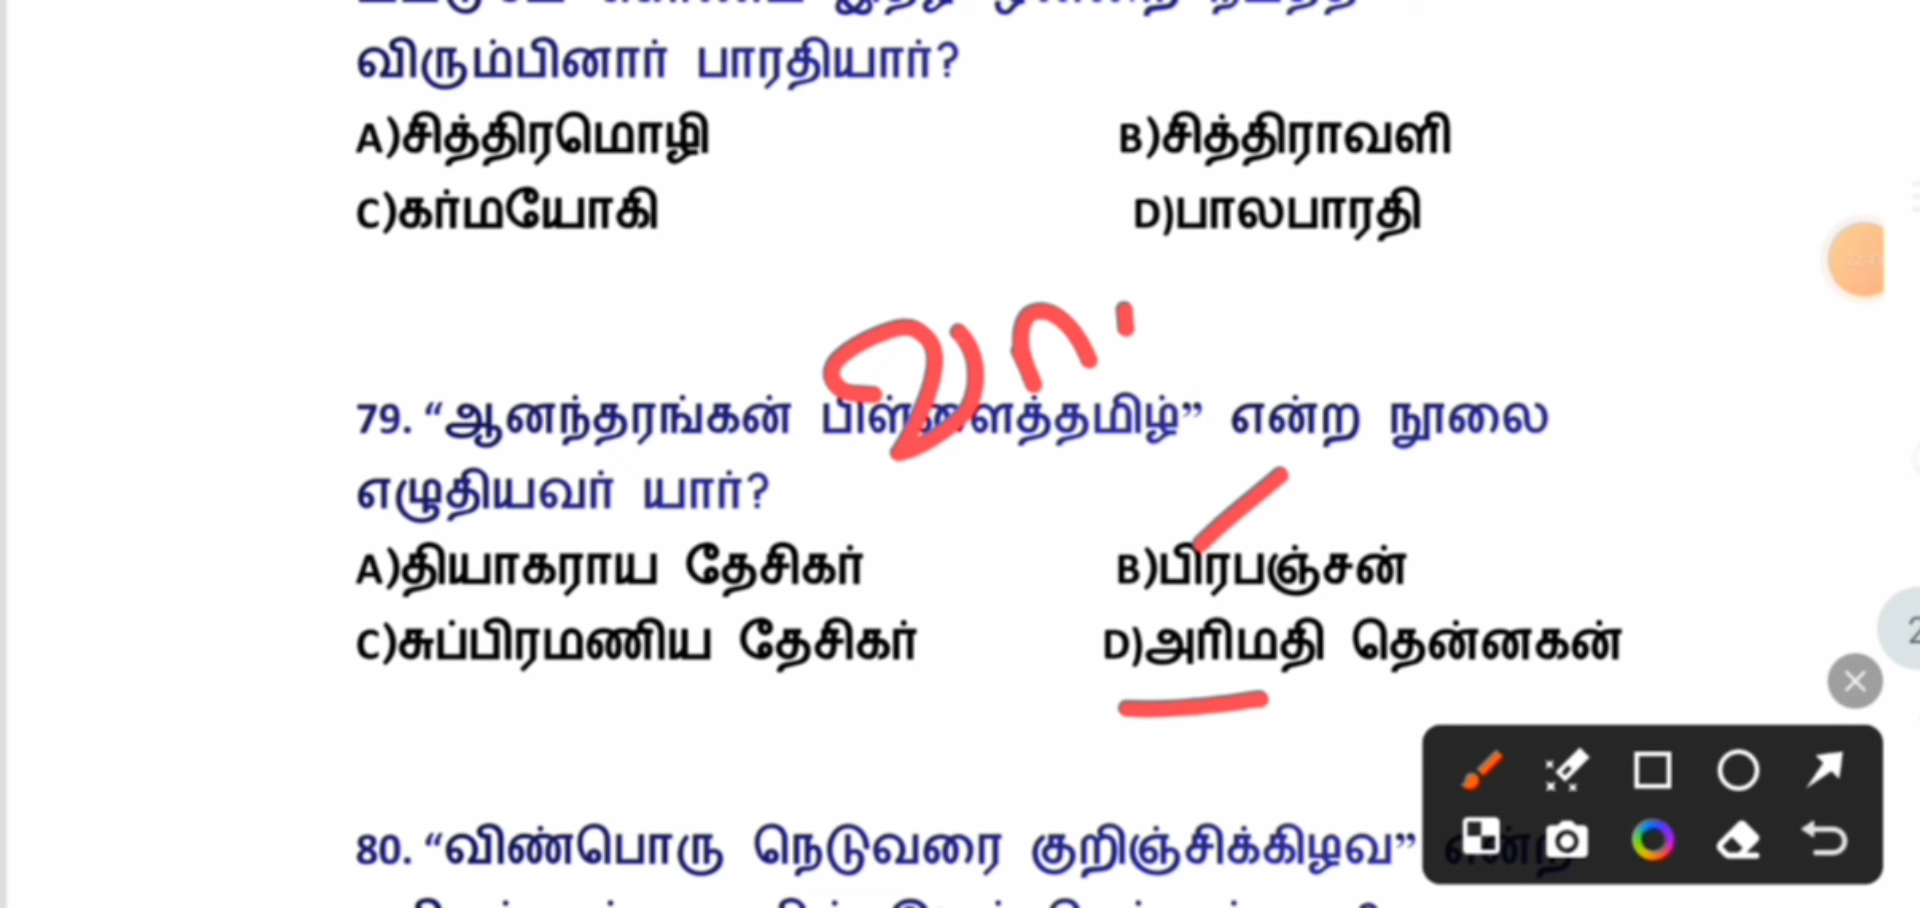 விரும்பினார் பாரதியார்?
A)சித்திரமொழி B)சித்திராவளி
C)கர்மயோகி D)பாலபாரதி
79. “ஆனந்தரங்கன் பிள்ளைத்தமிழ்” என்ற நூலை
எழுதியவர் யார்?
A)தியாகராய தேசிகர் B)பிரபஞ்சன்
C)சுப்பிரமணிய தேசிகர் D)அரிமதி தென்னகன்
80. “விண்பொரு நெடுவரை குறிஞ்சிக்கிழவ” என்ற